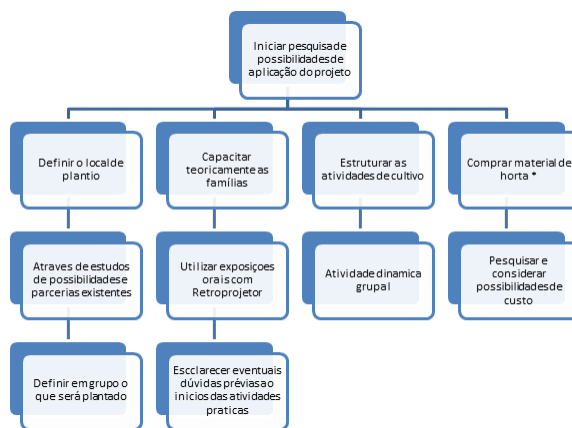 Iniciar pesquisa de
possibilidades de
aplicação do projeto
Definir o local de
plantio
Capacitar
teoricamente as
famílias
Estruturar as
atividades de cultivo
Comprar material de
horta *
Atraves de estudos
de possibilidades e
parcerias existentes
Utilizar exposiçoes
orais com
Retroprojetor
Atividade dinamica
grupal
Pesquisar e
considerar
possibilidades de
custo
Definir em grupo o
que será plantado
Escclarecer eventuais
dúvidas prévias ao
inicios das atividades
praticas